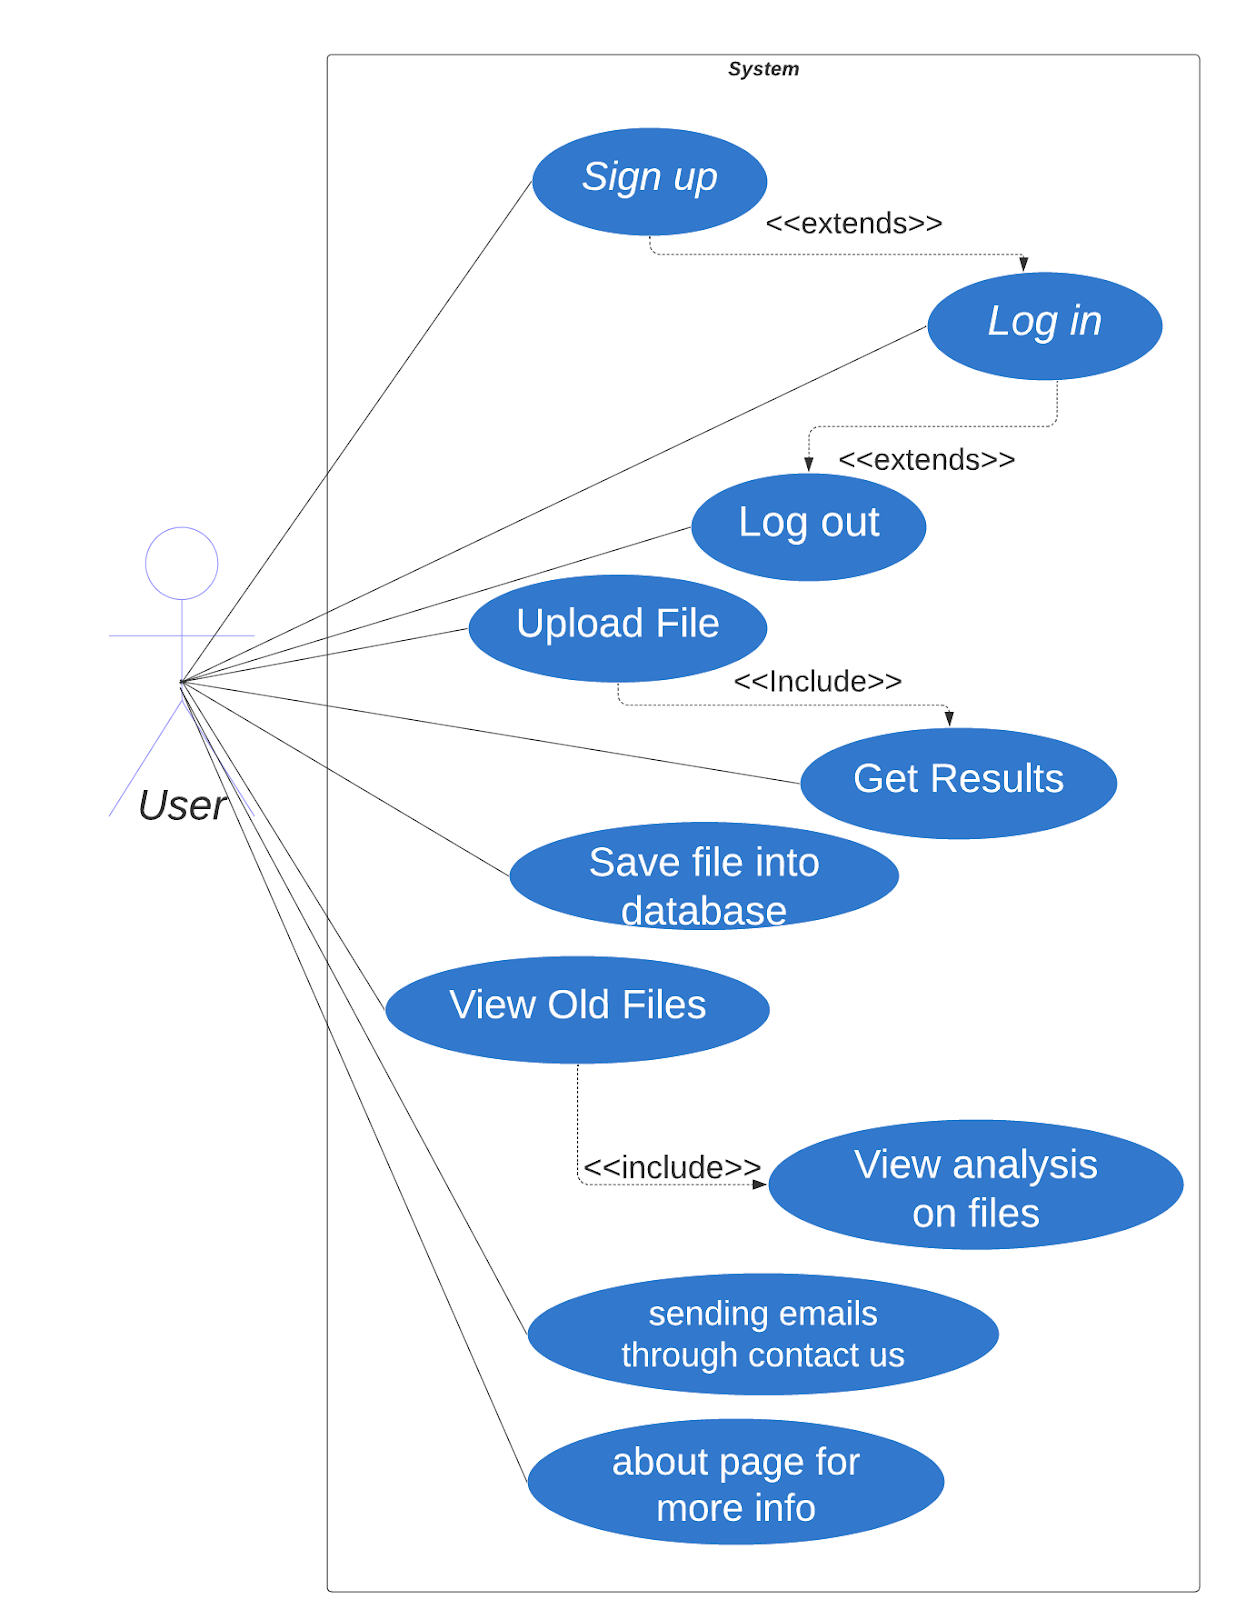 System
Sign up
<<extends>>
Log in
<<extends>>
Log out
Upload File
<<Include>>
Get Results
User
Save file into
database
View Old Files
<<include>>
View analysis
on files
sending emails
through contact us
about page for
more info